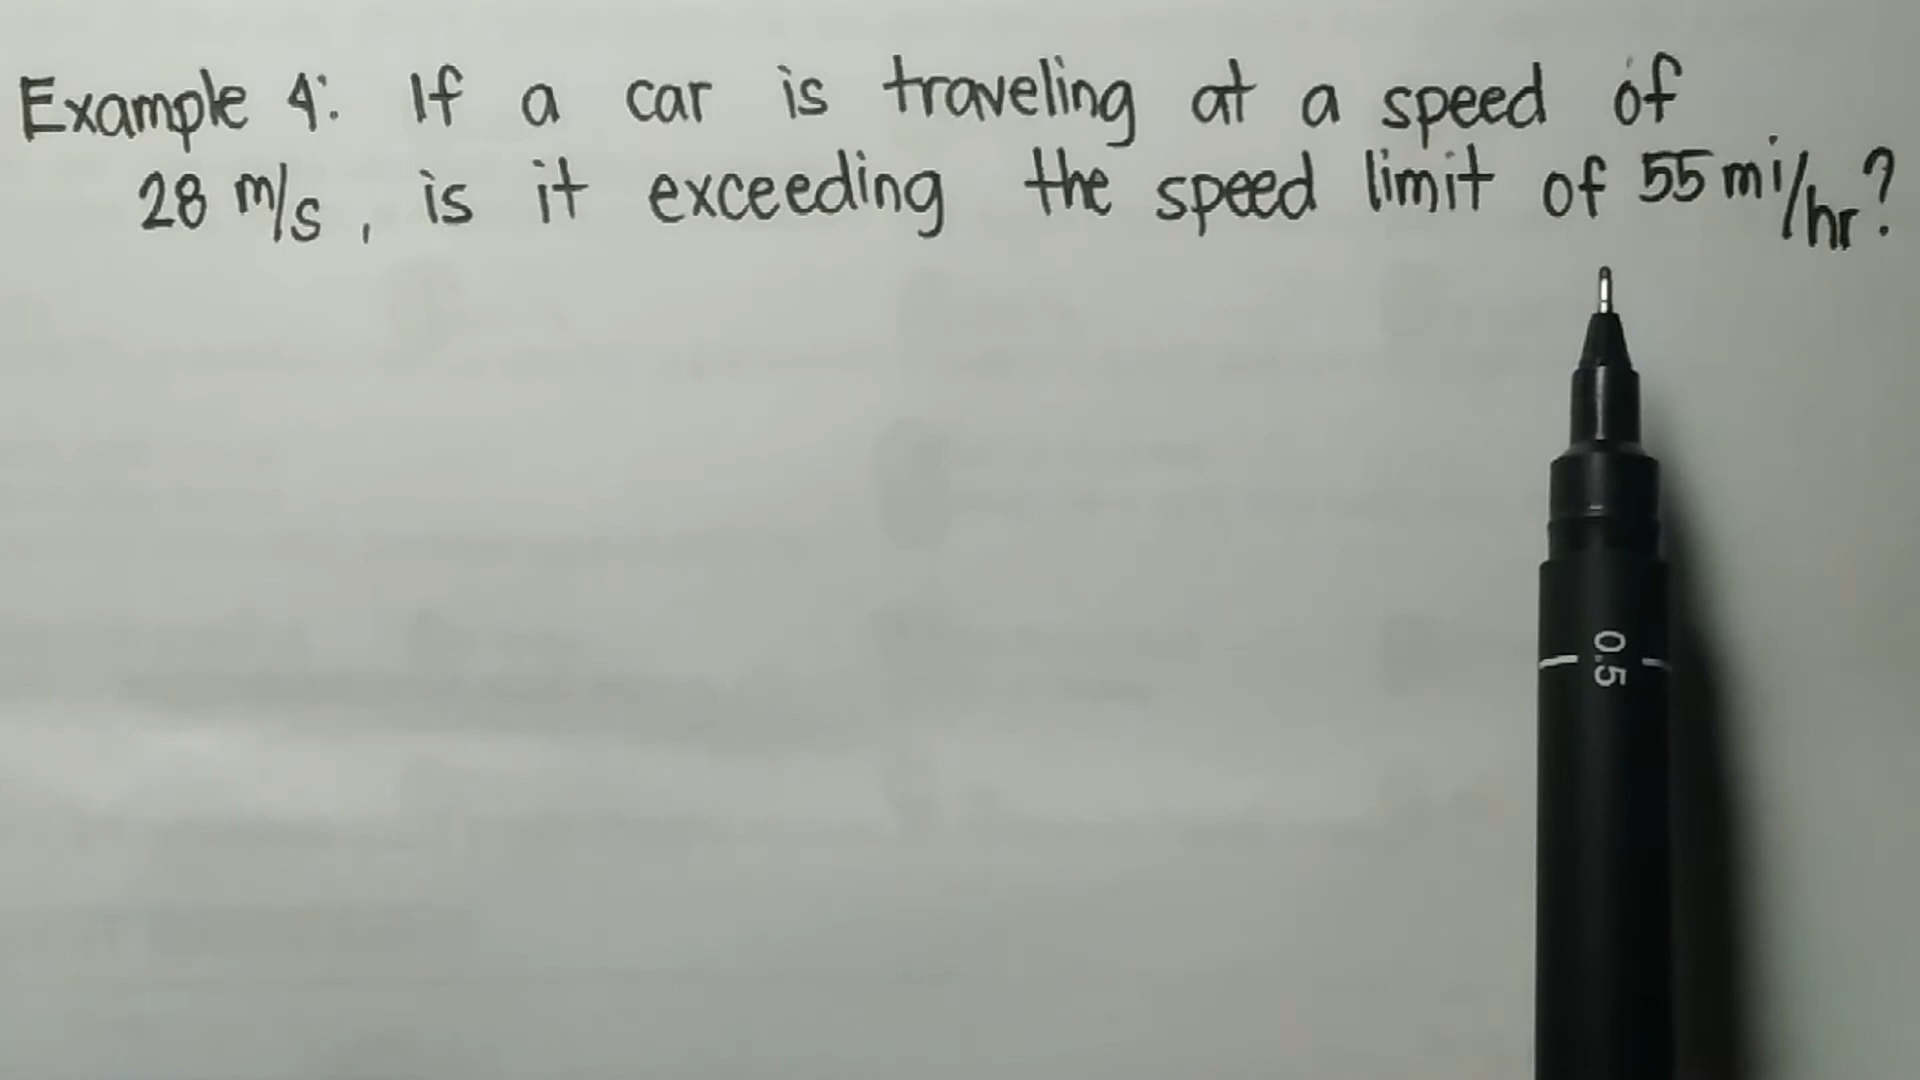 Example 4: If a car is traveling at a speed of
28 m/s, is it exceeding the speed limit of 55 mi/hr?
0.5